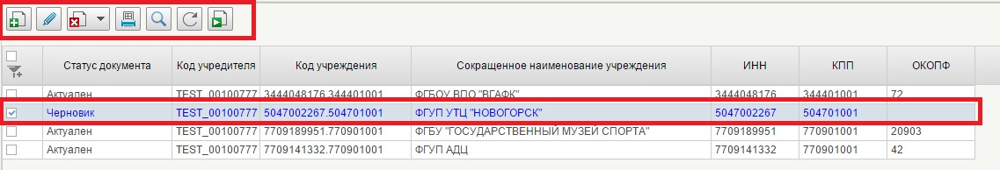 Статус документа Код учредителя Код учреждения Сокращенное наименование учреждения ИНН КПП ОКОПФ
Актуален TEST_00100777 3444048176.344401001 ФГБОУ ВПО "ВГАФК" 3444048176 344401001 72
Черновик TEST_00100777 5047002267.504701001 ФГУП УТЦ "НОВОГОРСК" 5047002267 504701001
Актуален TEST_00100777 7709189951.770901001 ФГБУ "ГОСУДАРСТВЕННЫЙ МУЗЕЙ СПОРТА" 7709189951 770901001 20903
Актуален TEST_00100777 7709141332.770901001 ФГУП АДЦ 7709141332 770901001 42